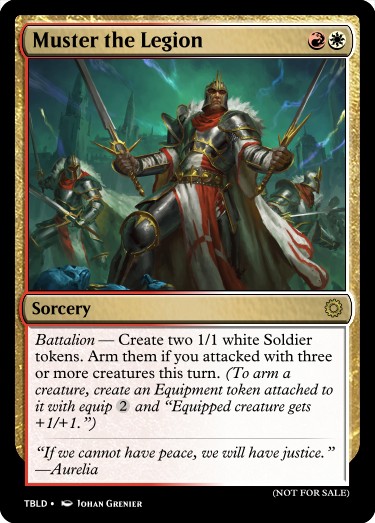 Muster the Legion
Sorcery
Battalion — Create two 1/1 white Soldier
tokens. Arm them if you attacked with three
or more creatures this turn. (To arm a
creature, create an Equipment token attached to
it with equip 2 and “Equipped creature gets
+1/+1.”)
“If we cannot have peace, we will have justice.”
—Aurelia
(NOT FOR SALE)
TBLD • Johan Grenier